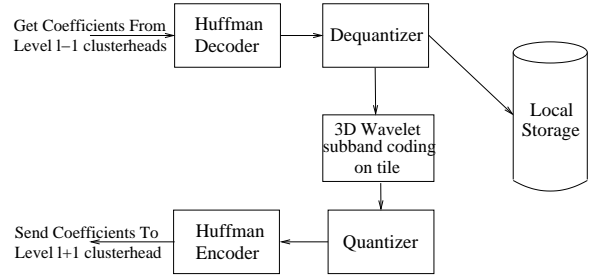 Get Coefficients From
Level l–1 clusterheads
Huffman
Decoder
Dequantizer
Local
Storage
3D Wavelet
subband coding
on tile
Send Coefficients To
Level l+1 clusterhead
Huffman
Encoder
Quantizer